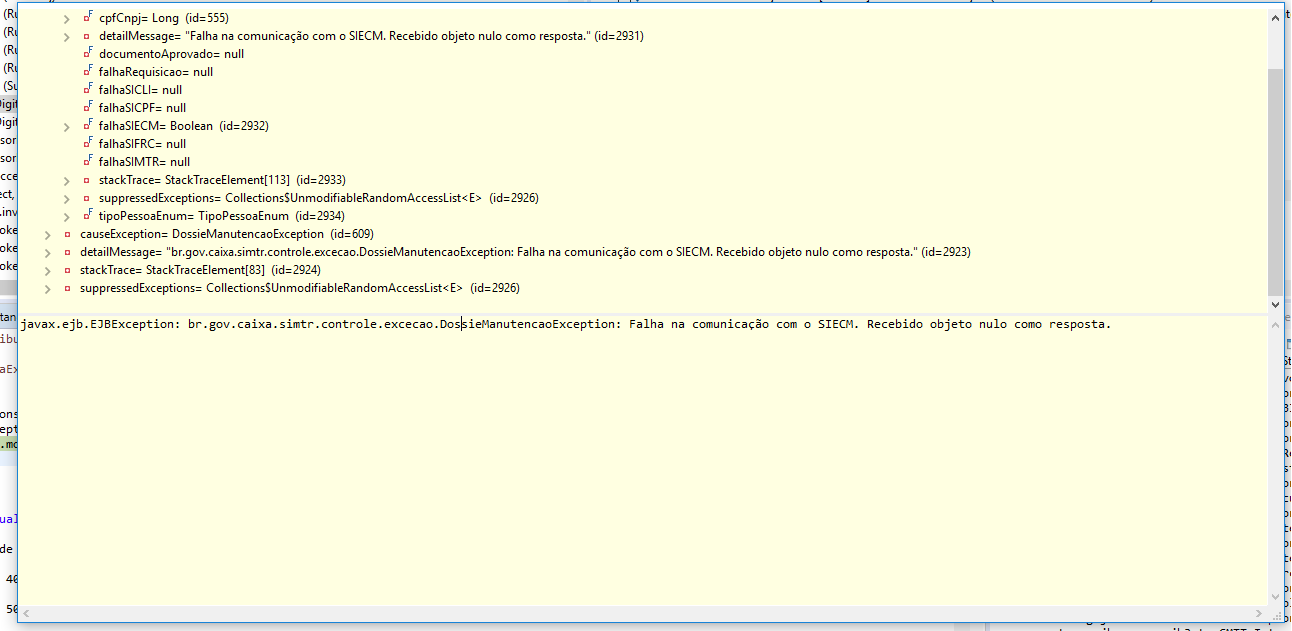 cpfCnpj= Long (id=555)
detailMessage= "Falha na comunicação com o SIECM. Recebido objeto nulo como resposta." (id=2931)
documentoAprovado= null
falhaRequisicao= null
falhaSICLI= null
falhaSICPF= null
falhaSIECM= Boolean (id=2932)
falhaSIFRC= null
falhaSIMTR= null
stackTrace= StackTraceElement[113] (id=2933)
suppressedExceptions= Collections$UnmodifiableRandomAccessList<E> (id=2926)
tipoPessoaEnum= TipoPessoaEnum (id=2934)
causeException= DossieManutencaoException (id=609)
detailMessage= "br.gov.caixa.simtr.controle.excecao.DossieManutencaoException: Falha na comunicação com o SIECM. Recebido objeto nulo como resposta." (id=2923)
stackTrace= StackTraceElement[83] (id=2924)
suppressedExceptions= Collections$UnmodifiableRandomAccessList<E> (id=2926)
javax.ejb.EJBException: br.gov.caixa.simtr.controle.excecao.DossieManutencaoException: Falha na comunicação com o SIECM. Recebido objeto nulo como resposta.